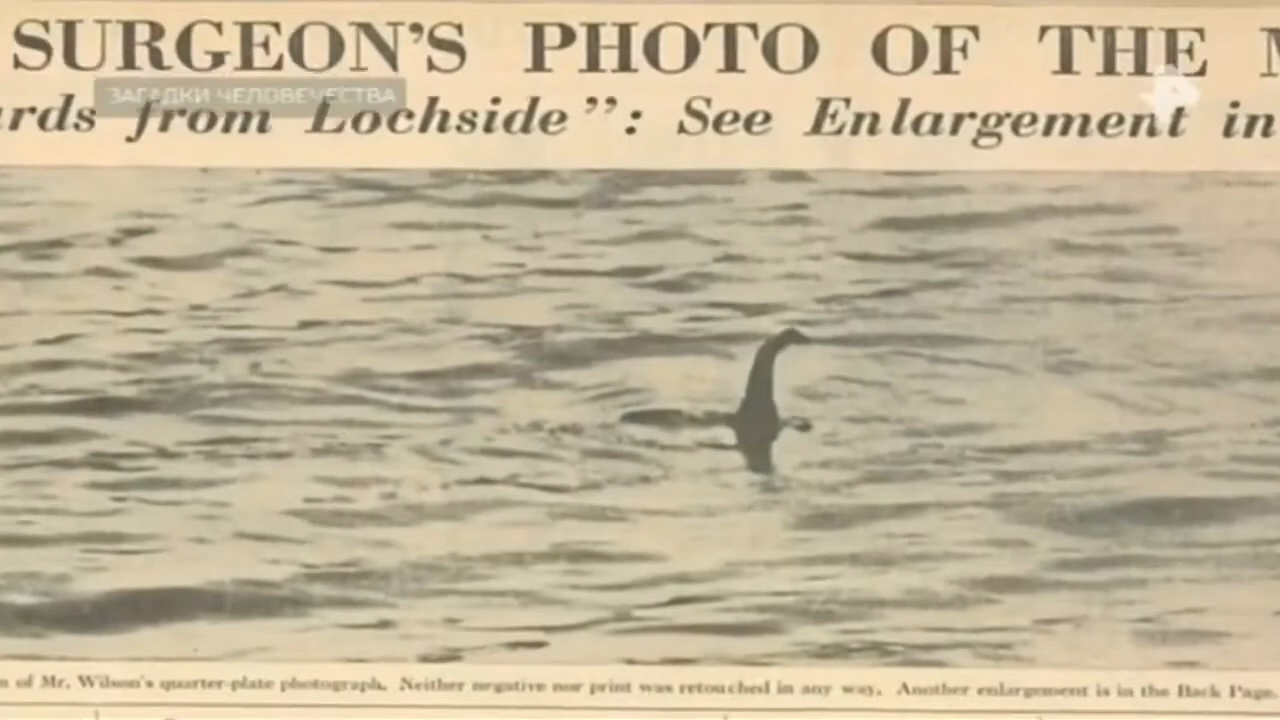 SURGEON'S PHOTO OF THE
ЗАГАДКИ ЧЕЛОВЕЧЕСТВА
from Lochside": See Enlargement in
of Mr. Wilson's quarter-plate photograph. Neither negative nor print was retouched in any way. Another enlargement is in the Back Page.